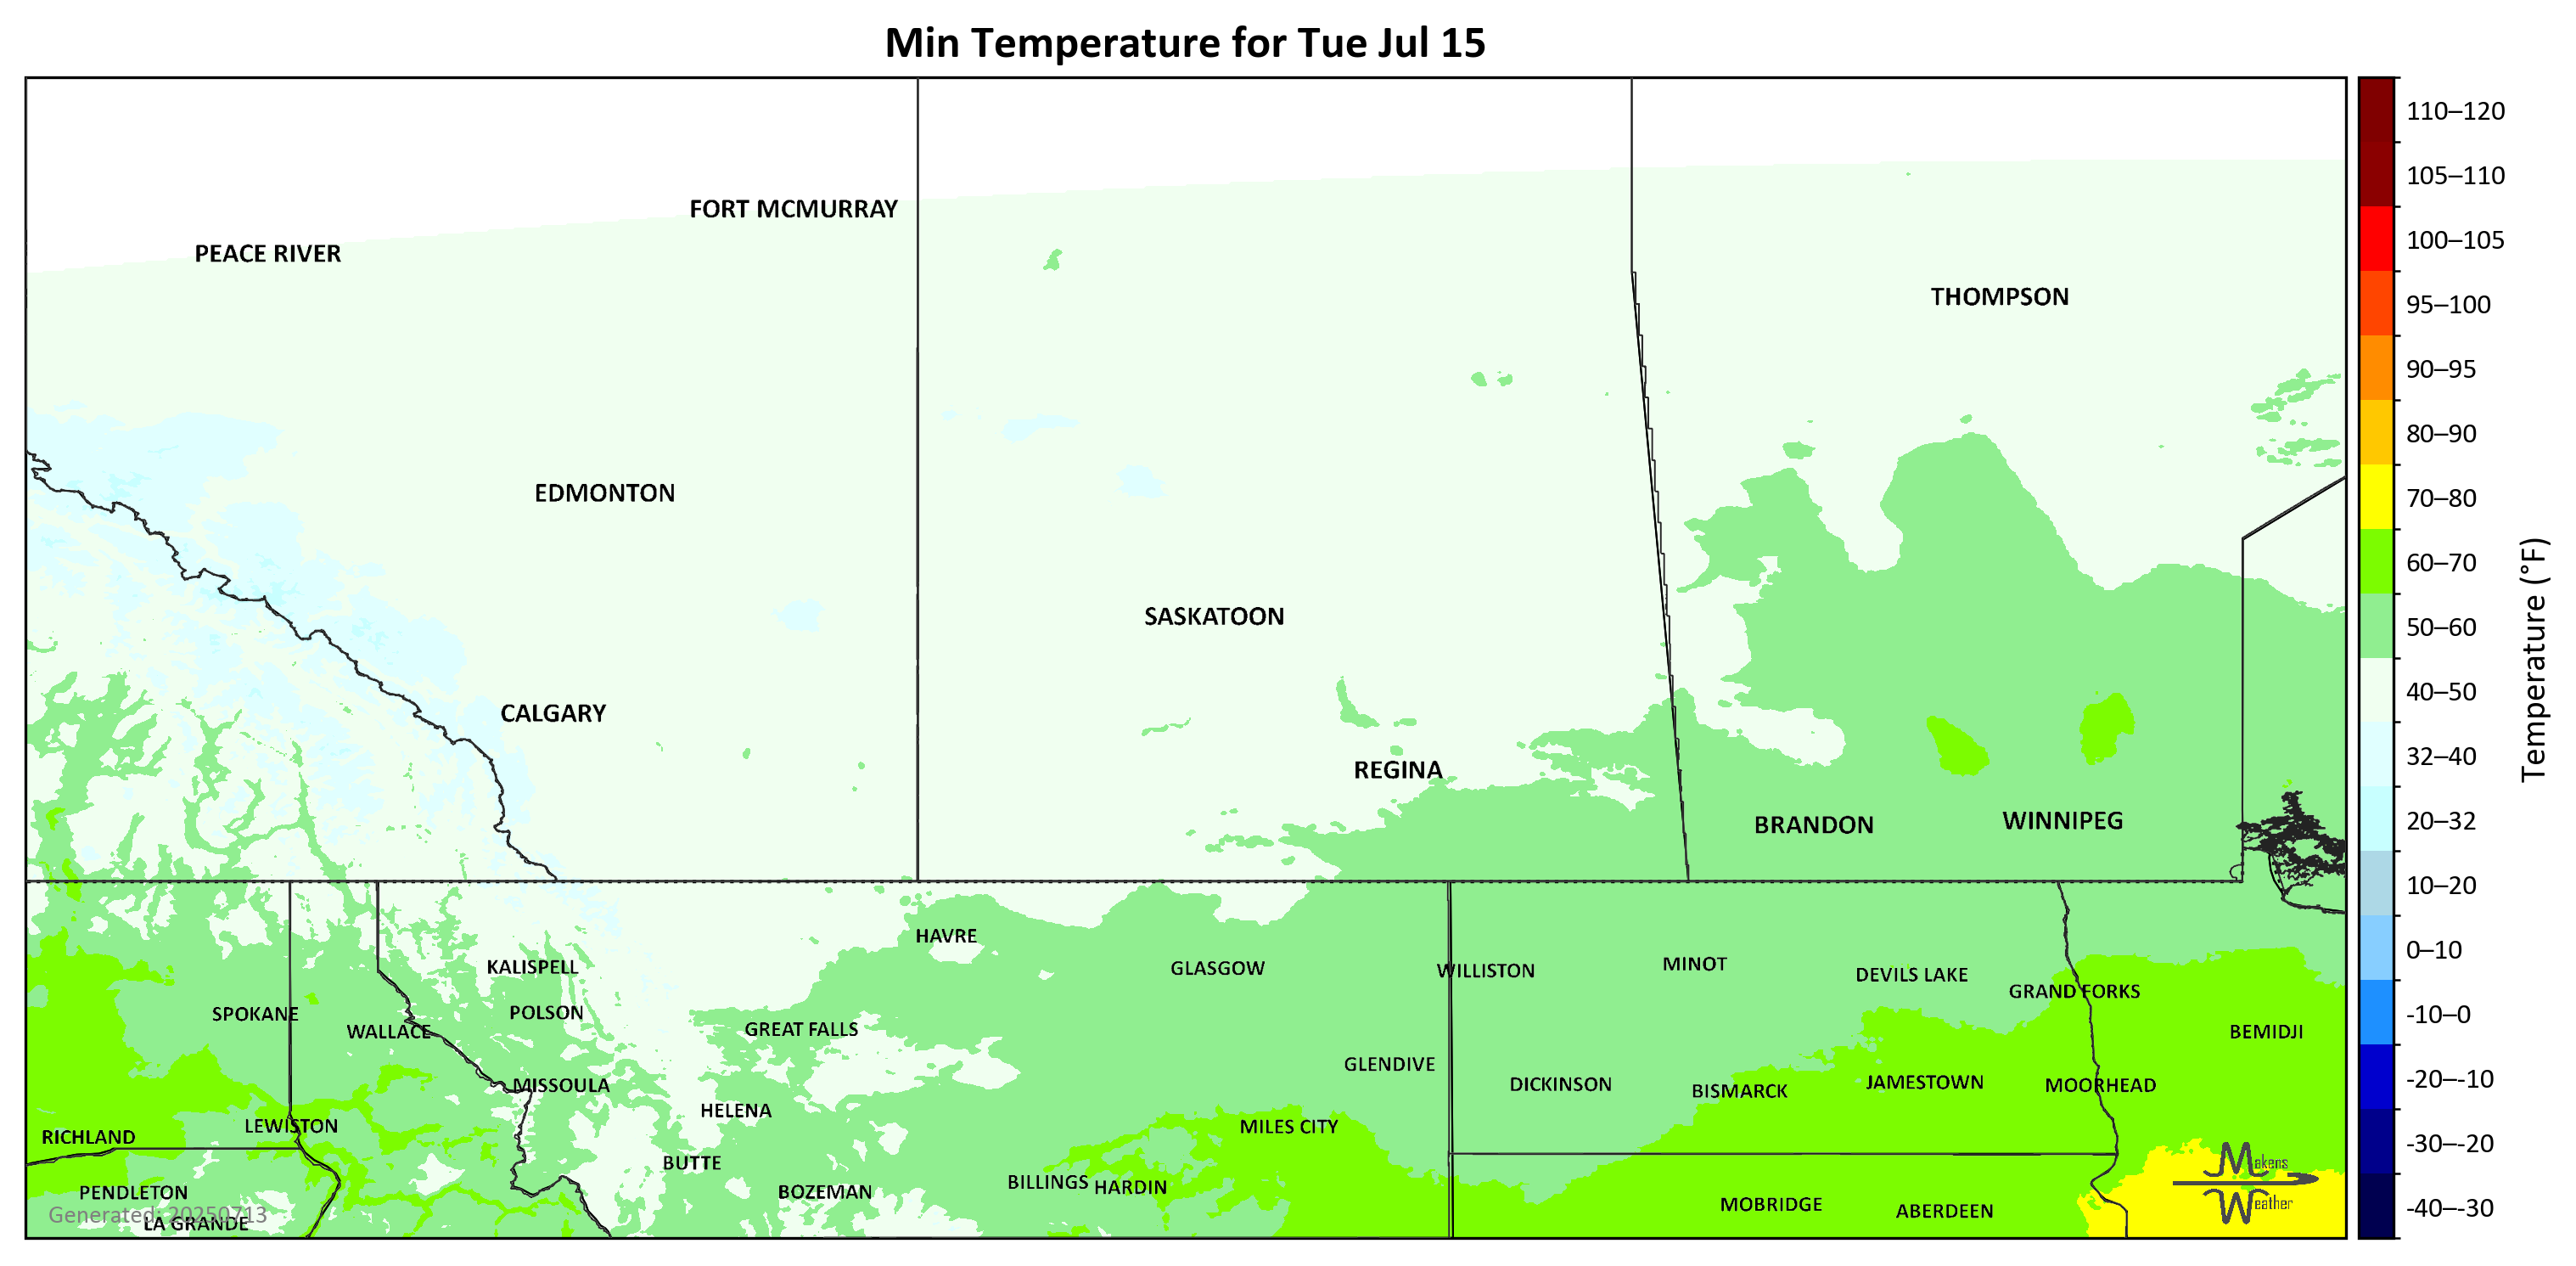 Min Temperature for Tue Jul 15
110–120
105–110
FORT MCMURRAY
100–105
PEACE RIVER
THOMPSON
95–100
90–95
80–90
EDMONTON
70–80
60–70
SASKATOON
50–60
Temperature (°F)
40–50
CALGARY
32–40
REGINA
BRANDON
WINNIPEG
20–32
10–20
HAVRE
0–10
KALISPELL
GLASGOW
WILLISTON
MINOT
DEVILS LAKE
GRAND FORKS
SPOKANE
POLSON
-10–0
WALLACE
GREAT FALLS
BEMIDJI
GLENDIVE
-20–-10
MISSOULA
DICKINSON
BISMARCK
JAMESTOWN
MOORHEAD
HELENA
LEWISTON
MILES CITY
RICHLAND
-30–-20
BUTTE
Makens
PENDLETON
BOZEMAN
BILLINGS
HARDIN
MOBRIDGE
ABERDEEN
Weather
-40–-30
Generated: 20250713
LA GRANDE